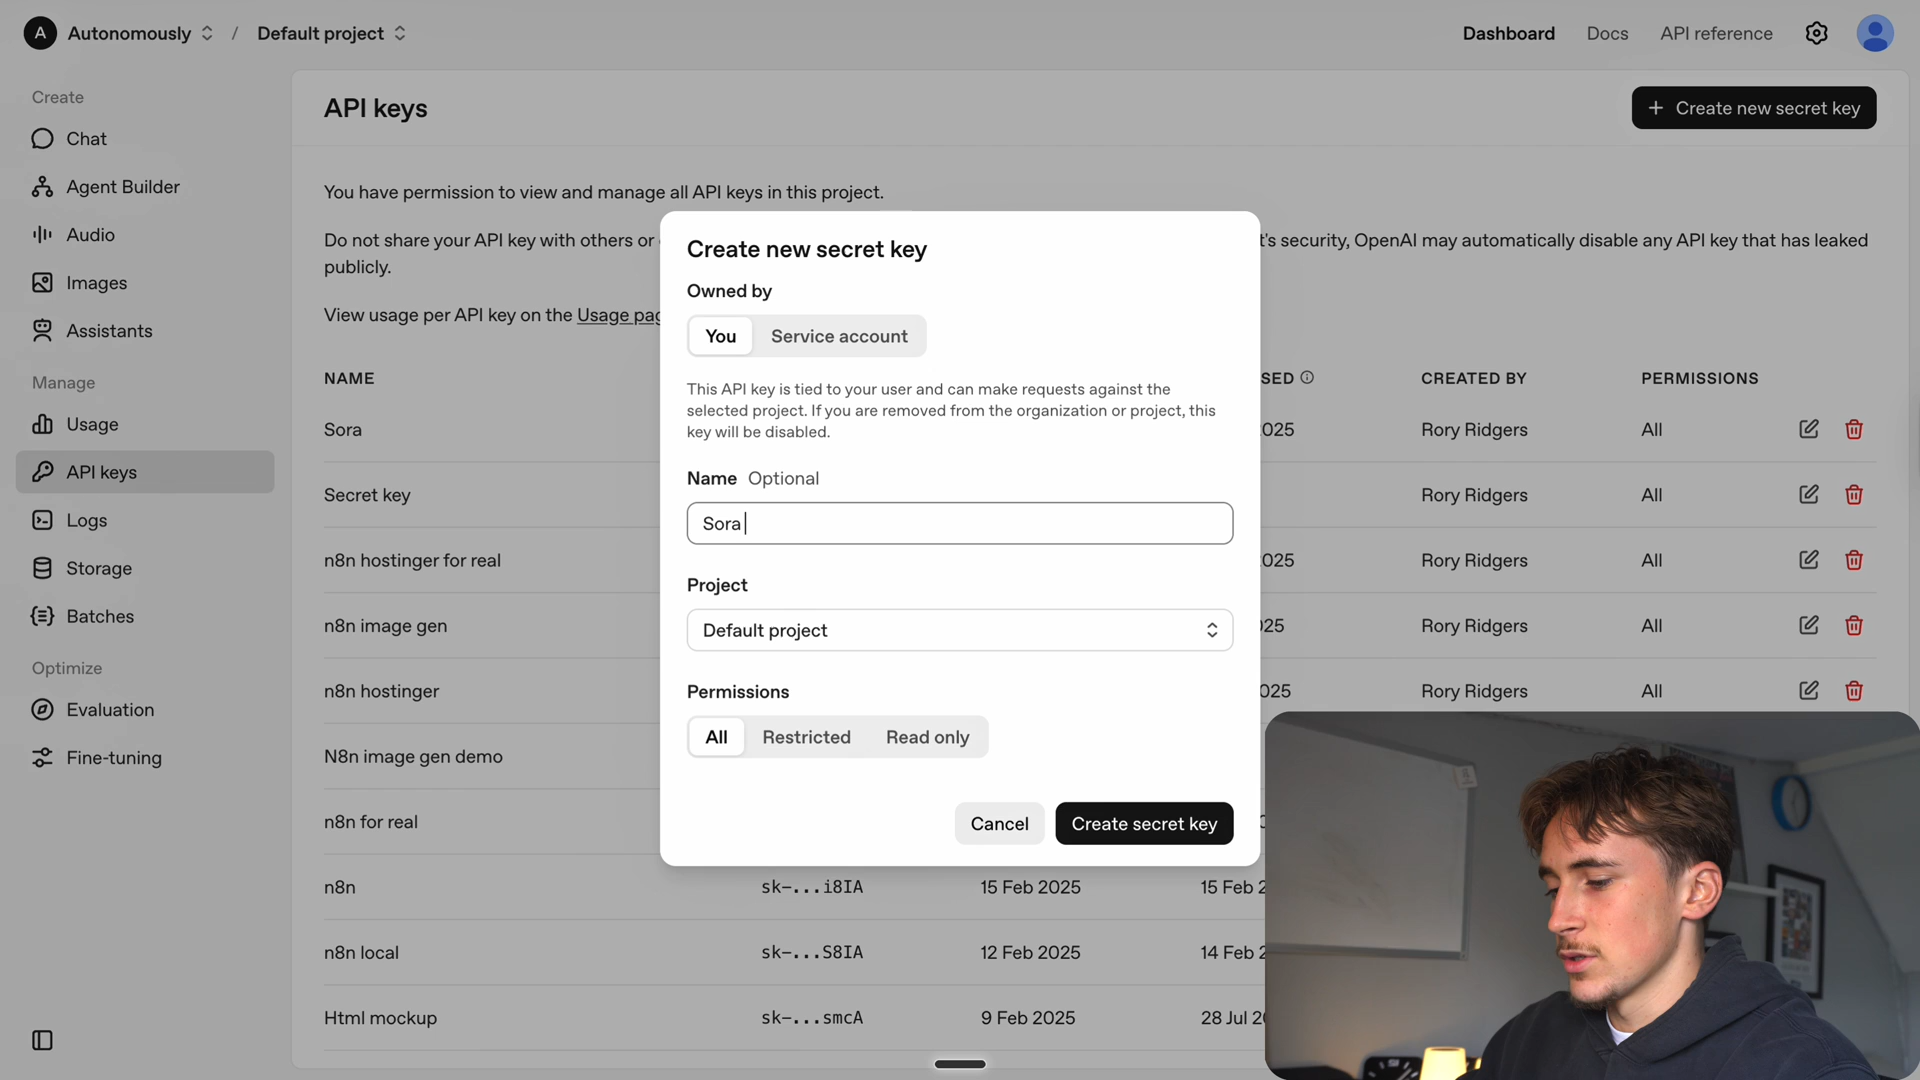 A Autonomously / Default project
Dashboard Docs API reference
Create
Chat
Agent Builder
Audio
Images
Assistants
Manage
Usage
API keys
Logs
Storage
Batches
Optimize
Evaluation
Fine-tuning
API keys
+ Create new secret key
You have permission to view and manage all API keys in this project.
Do not share your API key with others or 't's security, OpenAI may automatically disable any API key that has leaked
publicly.
View usage per API key on the Usage pag
NAME SED CREATED BY PERMISSIONS
Sora 025 Rory Ridgers All
Secret key Rory Ridgers All
n8n hostinger for real 025 Rory Ridgers All
n8n image gen 025 Rory Ridgers All
n8n hostinger 025 Rory Ridgers All
N8n image gen demo
n8n for real
n8n sk-...i8IA 15 Feb 2025 15 Feb 2
n8n local sk-...S8IA 12 Feb 2025 14 Feb 2
Html mockup sk-...smcA 9 Feb 2025 28 Jul 20
Create new secret key
Owned by
You Service account
This API key is tied to your user and can make requests against the
selected project. If you are removed from the organization or project, this
key will be disabled.
Name Optional
Sora
Project
Default project
Permissions
All Restricted Read only
Cancel Create secret key